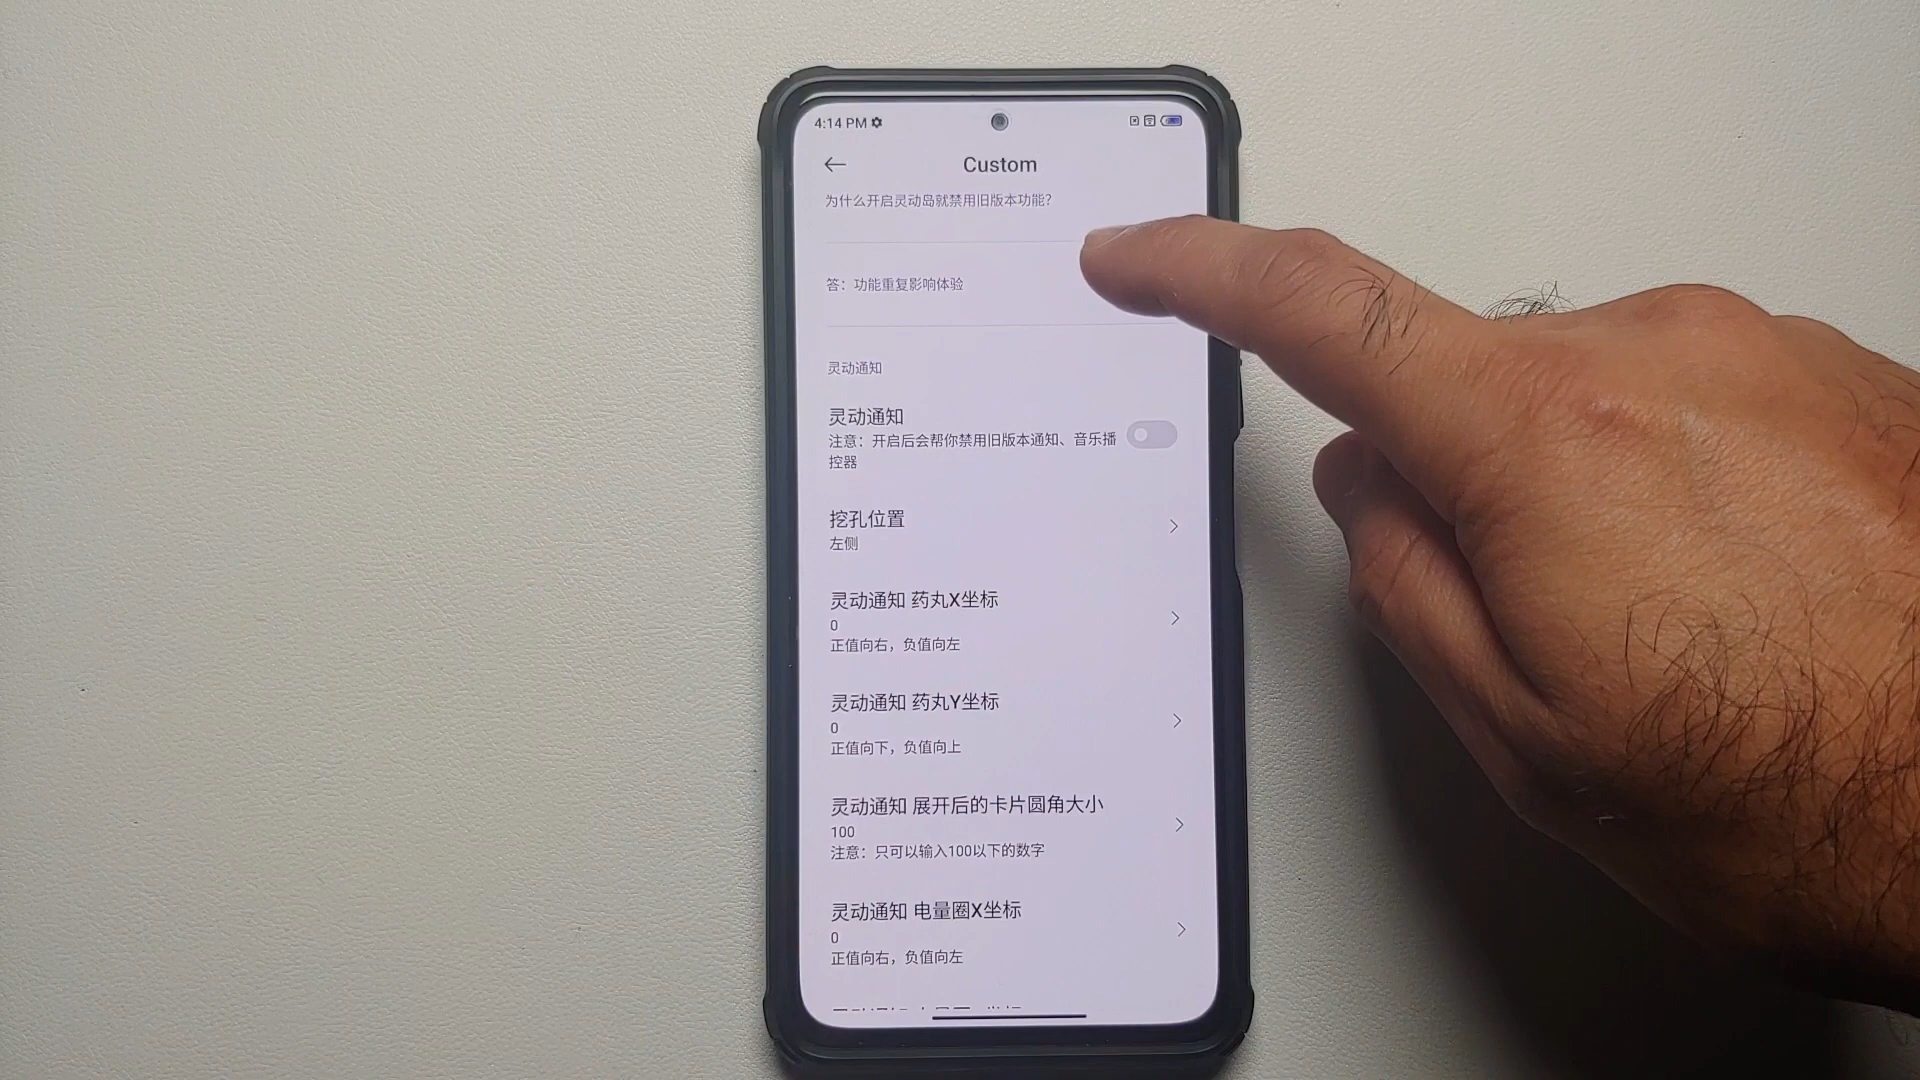 4:14 PM
Custom
为什么开启灵动岛就禁用旧版本功能?
答：功能重复影响体验
灵动通知
灵动通知
注意：开启后会帮你禁用旧版本通知、音乐播
控器
挖孔位置
左侧
灵动通知 药丸X坐标
0
正值向右，负值向左
灵动通知 药丸Y坐标
0
正值向下，负值向上
灵动通知 展开后的卡片圆角大小
100
注意：只可以输入100以下的数字
灵动通知 电量圈X坐标
0
正值向右，负值向左